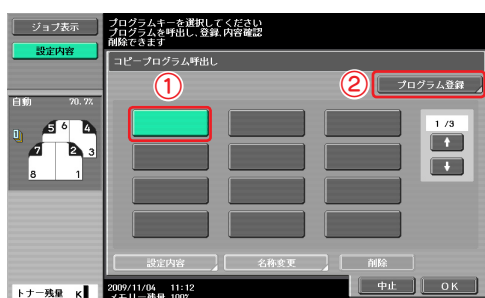 ジョブ表示
設定内容
プログラムキーを選択してください
プログラムを呼出し、登録、内容確認
削除できます
コピープログラム呼出し
①
②
プログラム登録
自動 70.7%
5 6 4
7 2 3
8 1
1 /3
↑
↓
設定内容
名称変更
削除
トナー残量 K
2009/11/04 11:12
メモリー残量 100%
中止
OK